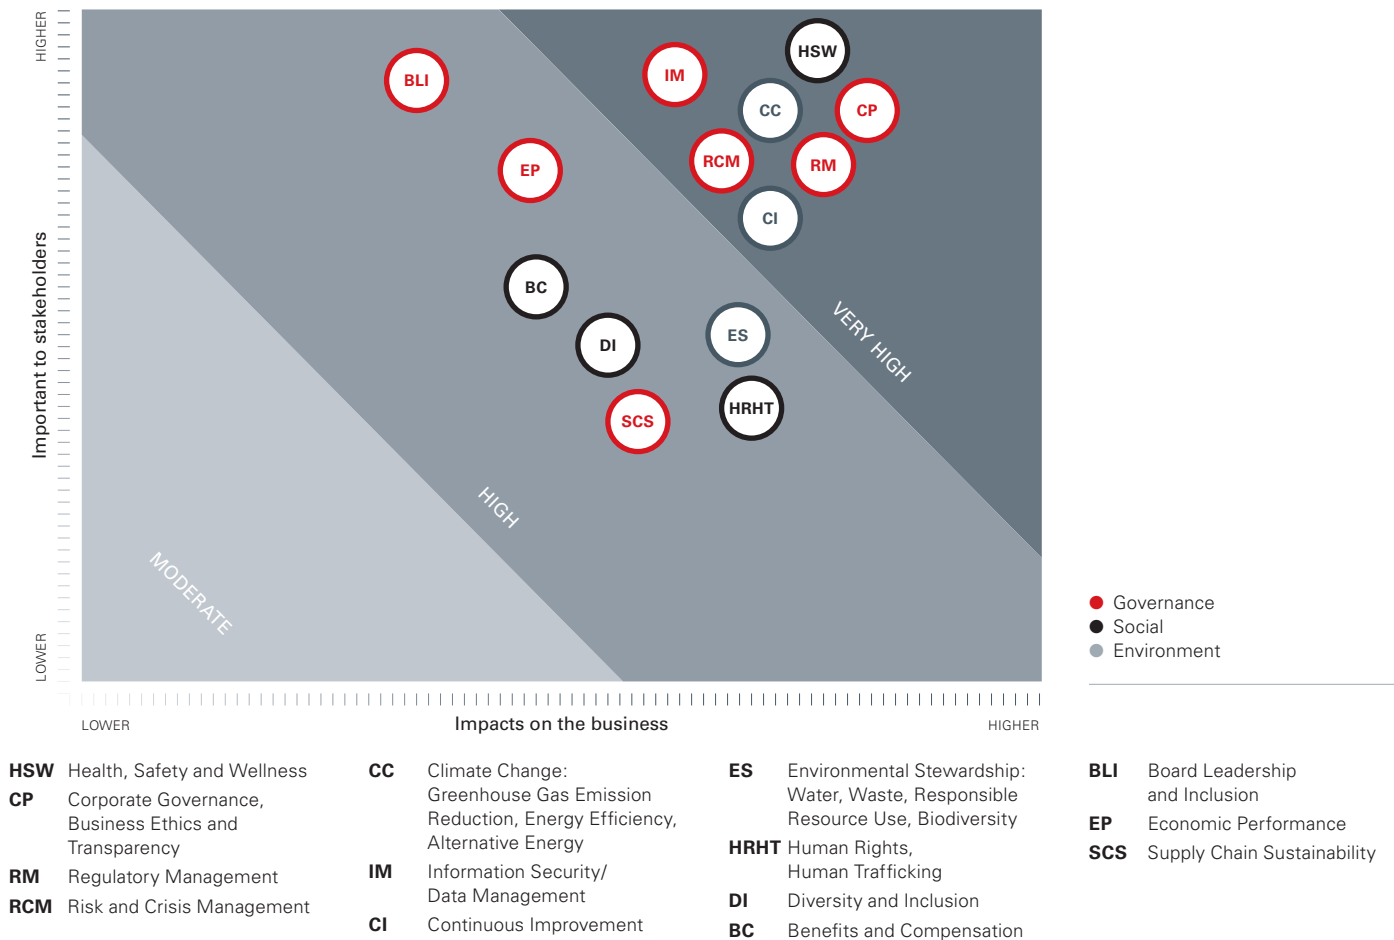 HIGHER
Important to stakeholders
LOWER
HSW
BLI
IM
CC
CP
RCM
RM
EP
CI
BC
ES
DI
HRHT
SCS
VERY HIGH
HIGH
MODERATE
Governance
Social
Environment
LOWER
Impacts on the business
HIGHER
HSW Health, Safety and Wellness
CP Corporate Governance,
Business Ethics and
Transparency
RM Regulatory Management
RCM Risk and Crisis Management
CC Climate Change:
Greenhouse Gas Emission
Reduction, Energy Efficiency,
Alternative Energy
IM Information Security/
Data Management
CI Continuous Improvement
ES Environmental Stewardship:
Water, Waste, Responsible
Resource Use, Biodiversity
HRHT Human Rights,
Human Trafficking
DI Diversity and Inclusion
BC Benefits and Compensation
BLI Board Leadership
and Inclusion
EP Economic Performance
SCS Supply Chain Sustainability